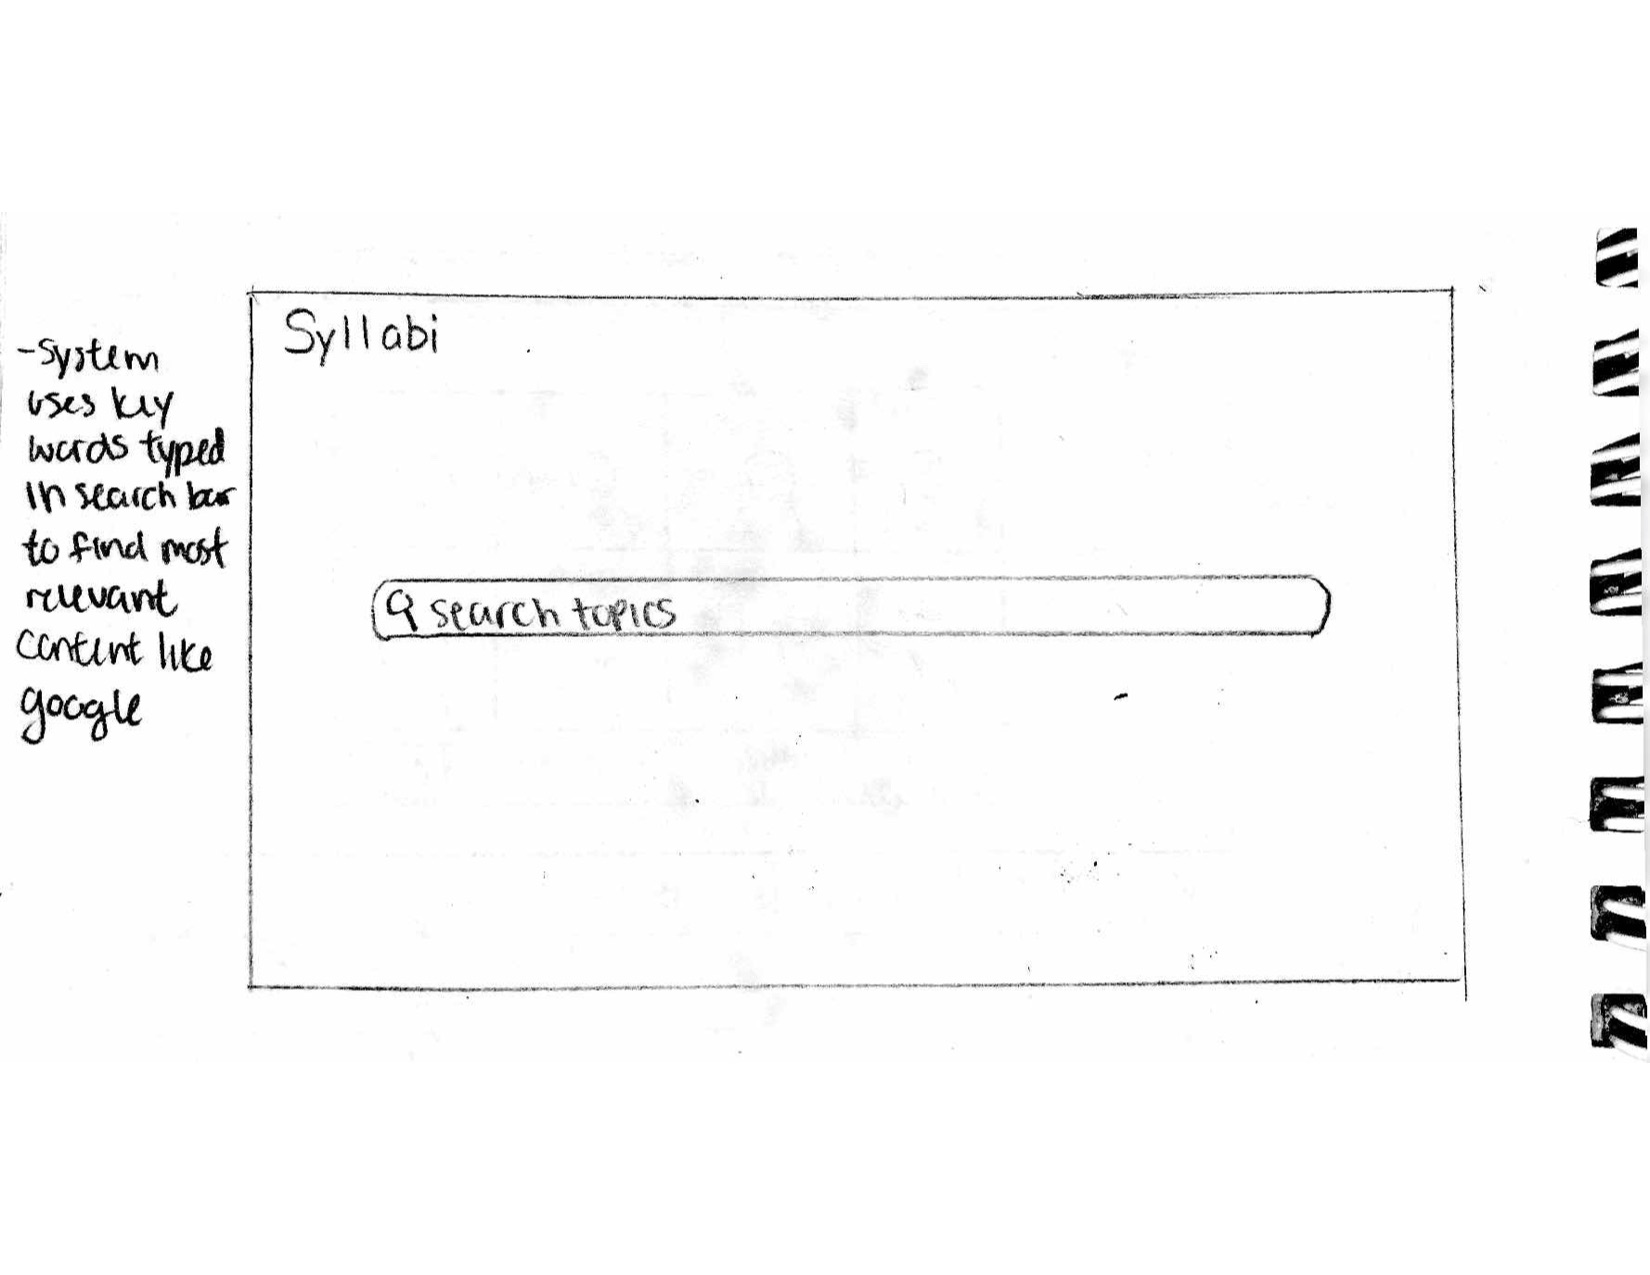 Syllabi
-System
uses key
words typed
in search bar
to find most
relevant
content like
google
search topics